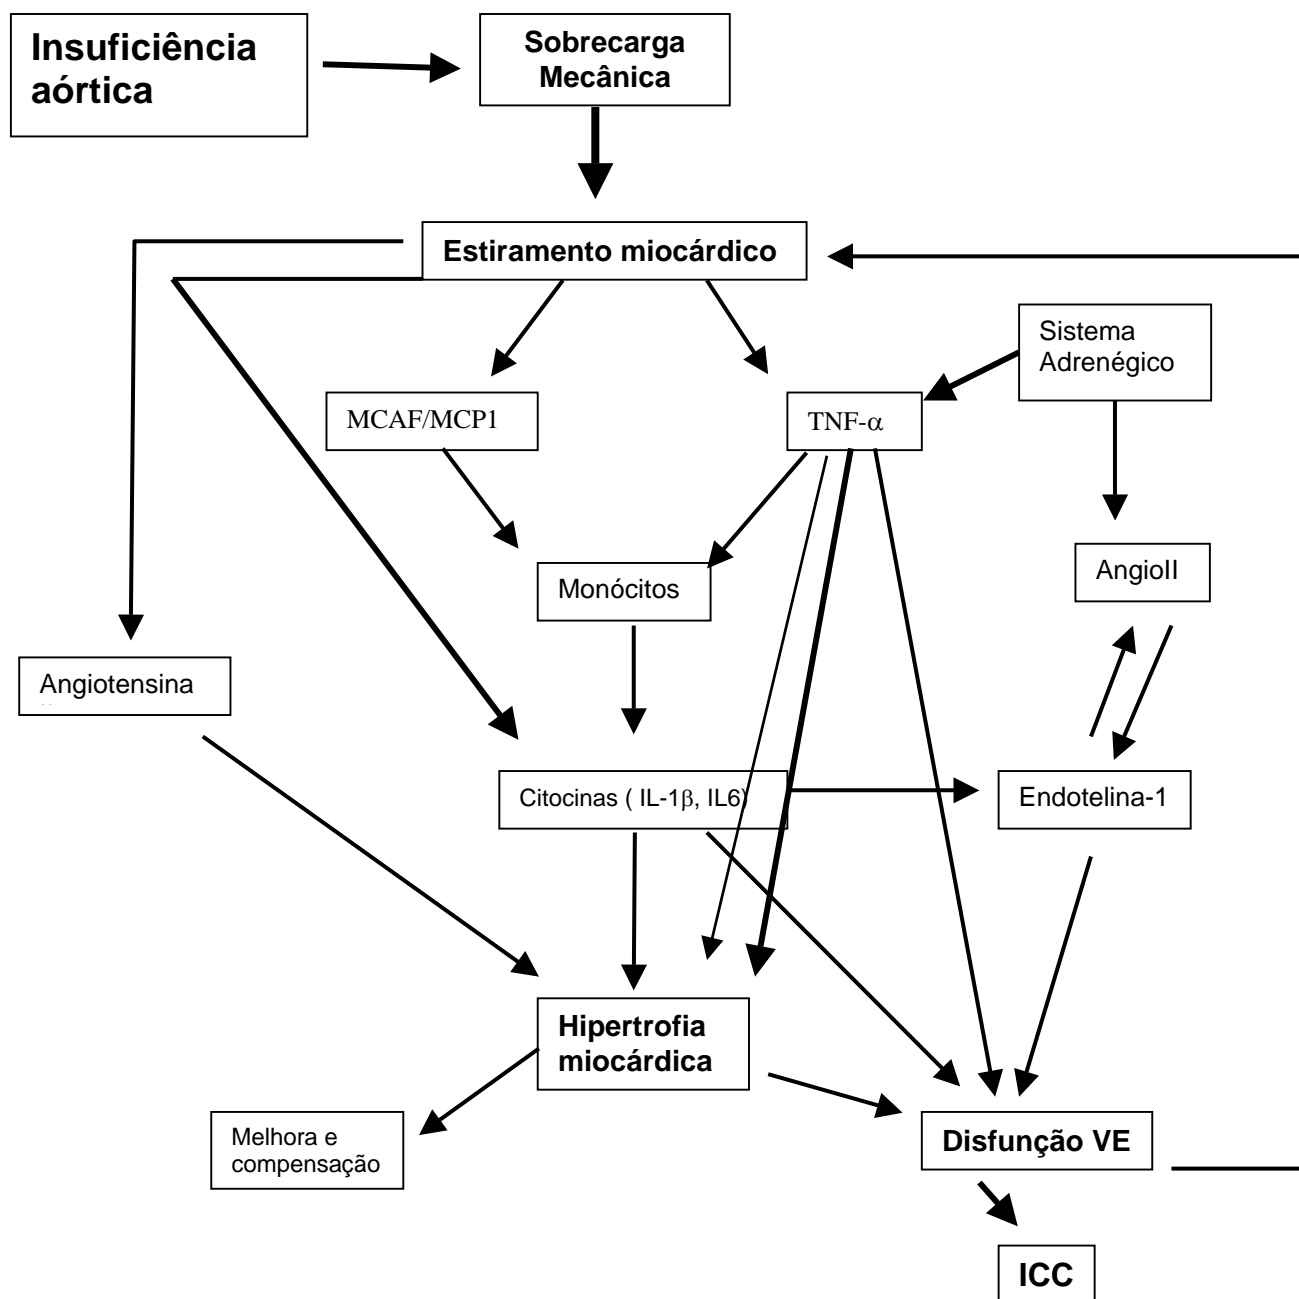 Insuficiência
aórtica
Sobrecarga
Mecânica
Estiramento miocárdico
Sistema
Adrenégico
MCAF/MCP1
TNF-α
Monócitos
AngioII
Angiotensina
Citocinas ( IL-1β, IL6)
Endotelina-1
Hipertrofia
miocárdica
Melhora e
compensação
Disfunção VE
ICC